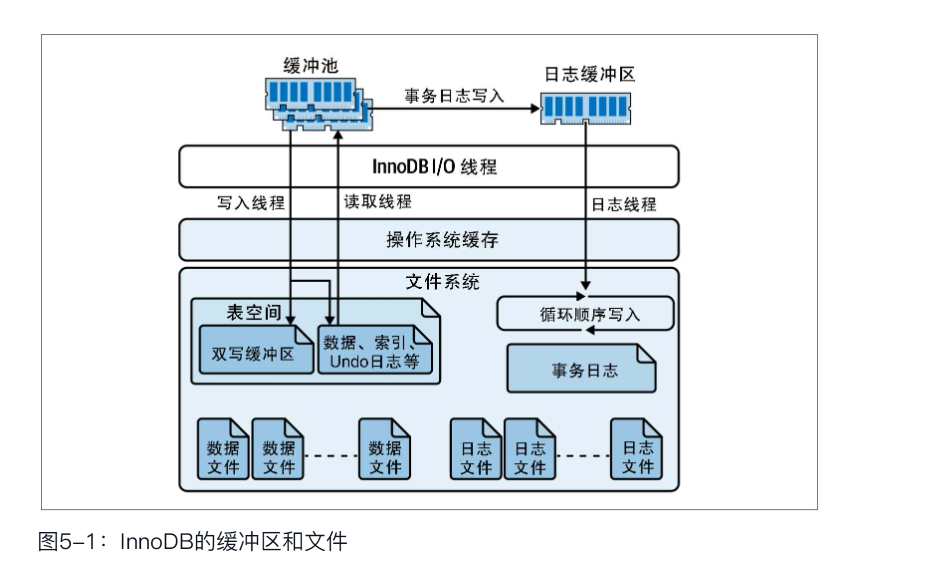 缓冲池
日志缓冲区
事务日志写入
InnoDB I/O 线程
写入线程
读取线程
日志线程
操作系统缓存
文件系统
表空间
循环顺序写入
双写缓冲区
数据、索引、
Undo日志等
事务日志
数据
文件
数据
文件
数据
文件
日志
文件
日志
文件
日志
文件
图5-1：InnoDB的缓冲区和文件